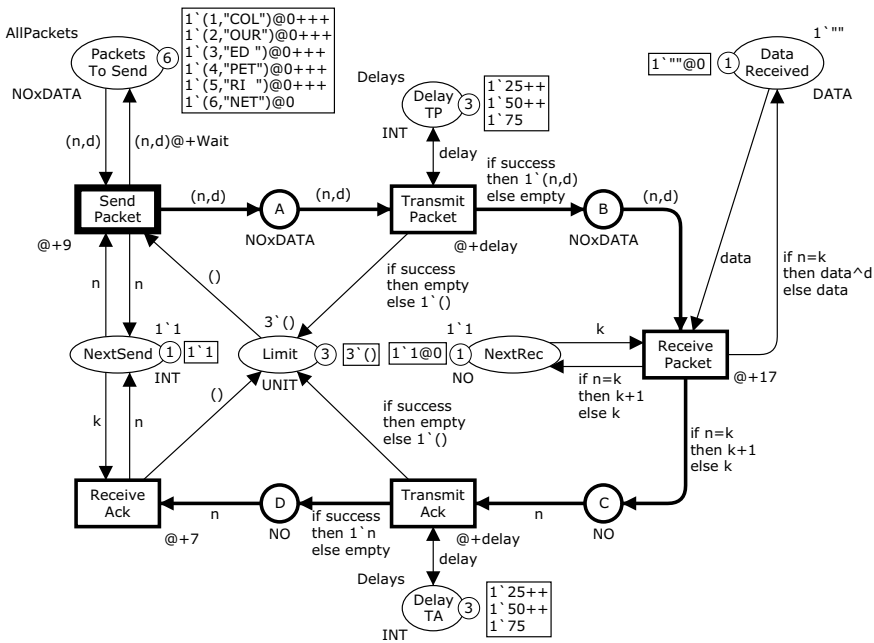 AllPackets
Packets
To Send
6
1`(1,"COL")@0+++
1`(2,"OUR")@0+++
1`(3,"ED ")@0+++
1`(4,"PET")@0+++
1`(5,"RI  ")@0+++
1`(6,"NET")@0
NOxDATA
1`""
1`""@0
1
Data
Received
DATA
Delays
Delay
TP
3
1`25++
1`50++
1`75
INT
(n,d)
(n,d)@+Wait
delay
if success
then 1`(n,d)
else empty
Send
Packet
@+9
(n,d)
A
NOxDATA
(n,d)
Transmit
Packet
@+delay
B
NOxDATA
(n,d)
data
if n=k
then data^d
else data
n
n
()
if success
then empty
else 1`()
1`1
NextSend
1
1`1
INT
3`()
Limit
3
3`()
UNIT
1`1
1`1@0
1
NextRec
NO
k
if n=k
then k+1
else k
Receive
Packet
@+17
k
n
()
if success
then empty
else 1`()
if n=k
then k+1
else k
Receive
Ack
@+7
n
D
NO
if success
then 1`n
else empty
Transmit
Ack
@+delay
n
C
NO
delay
Delays
Delay
TA
3
1`25++
1`50++
1`75
INT